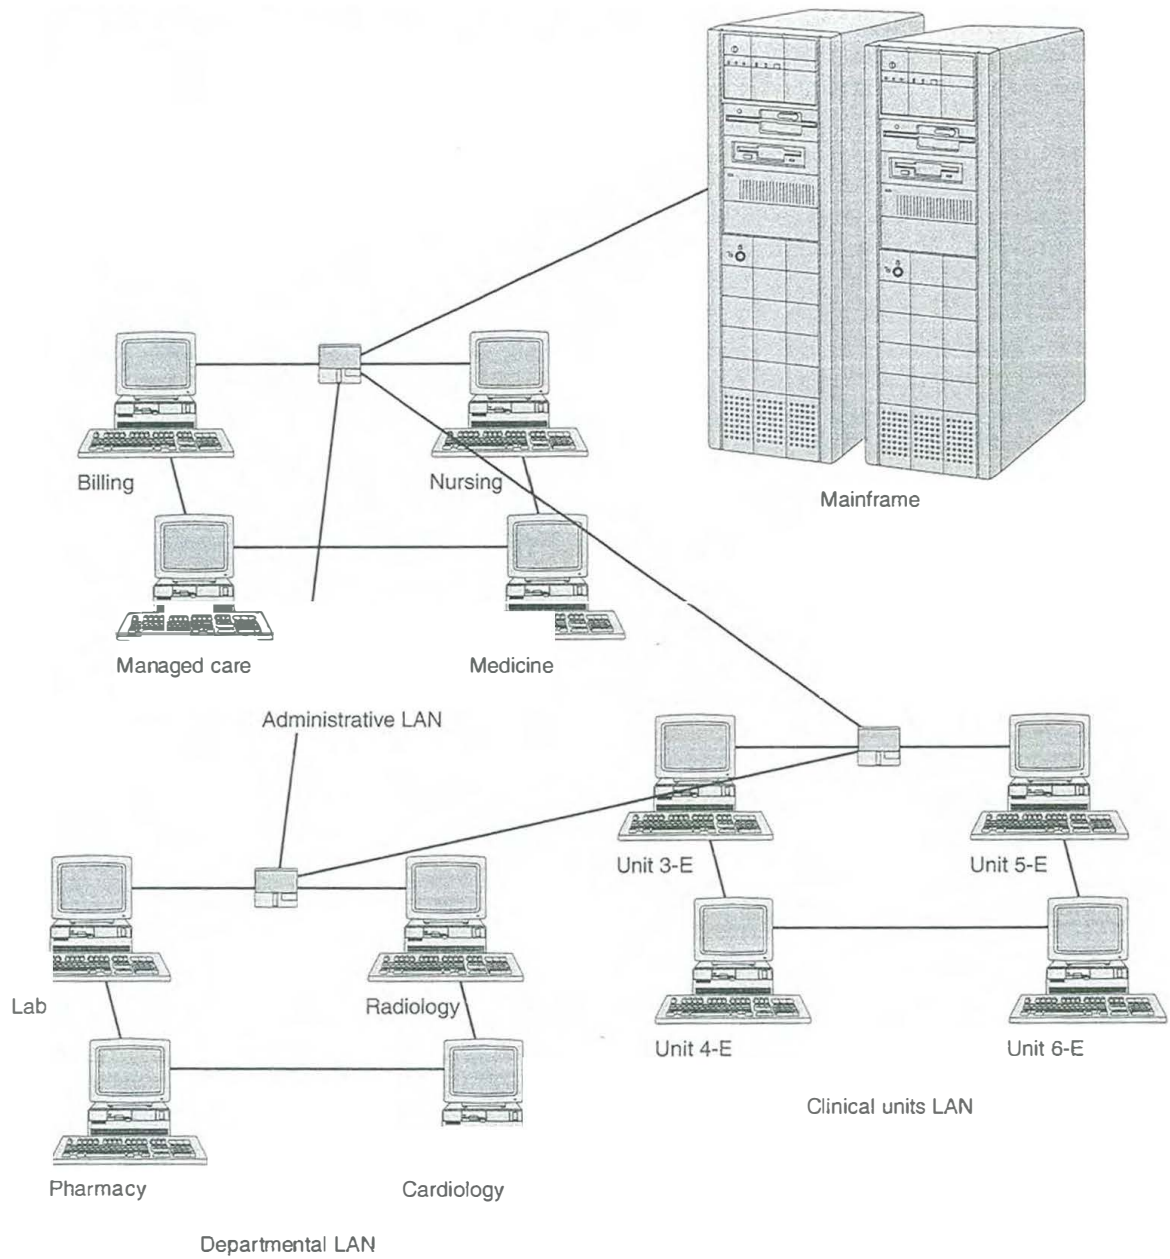 Billing
Nursing
Mainframe
Managed care
Medicine
Administrative LAN
Unit 3-E
Unit 5-E
Lab
Radiology
Unit 4-E
Unit 6-E
Clinical units LAN
Pharmacy
Cardiology
Departmental LAN